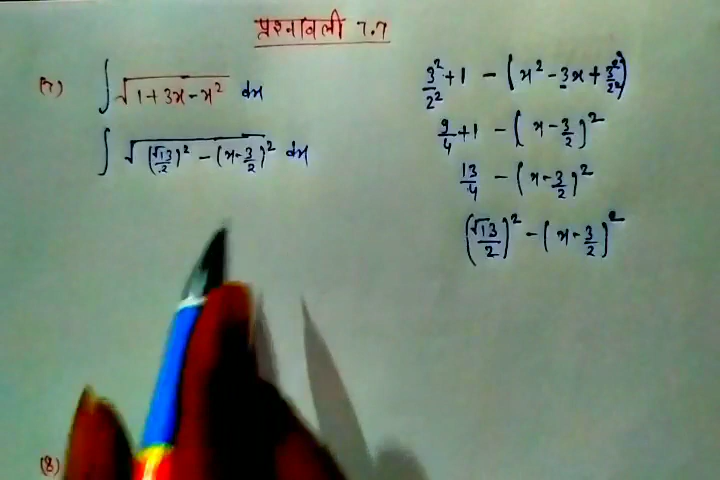 प्रश्नावली 7.7
(7) ∫ √(1+3x-x²) dx
∫ √((√13/2)² - (x-3/2)²) dx
3²/2² + 1 - (x² - 3x + 3²/2²)
9/4 + 1 - (x - 3/2)²
13/4 - (x - 3/2)²
(√13/2)² - (x - 3/2)²
(8)